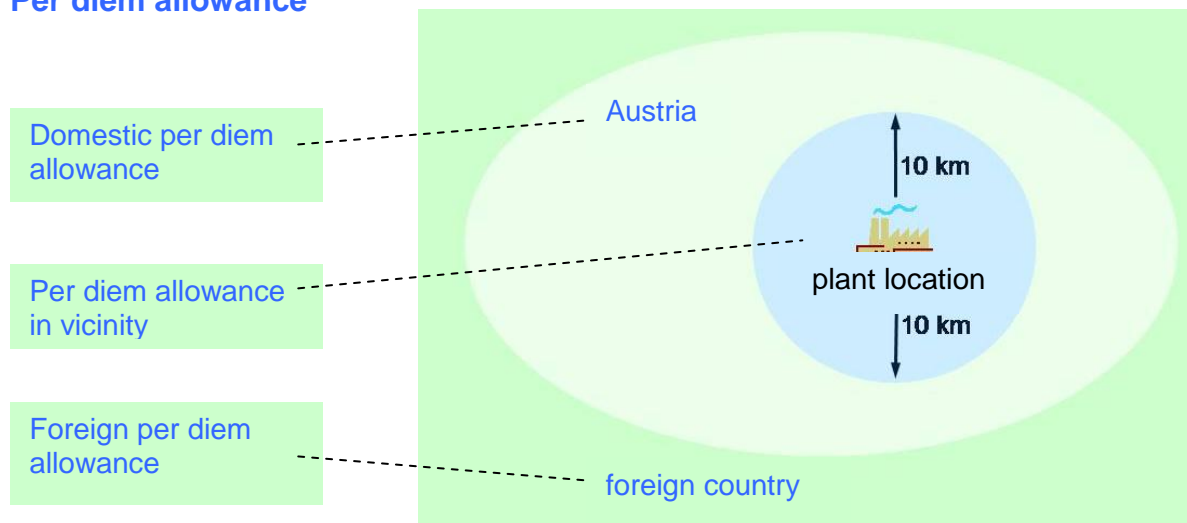 Per diem allowance
Domestic per diem
allowance
Per diem allowance
in vicinity
Foreign per diem
allowance
Austria
10 km
plant location
10 km
foreign country